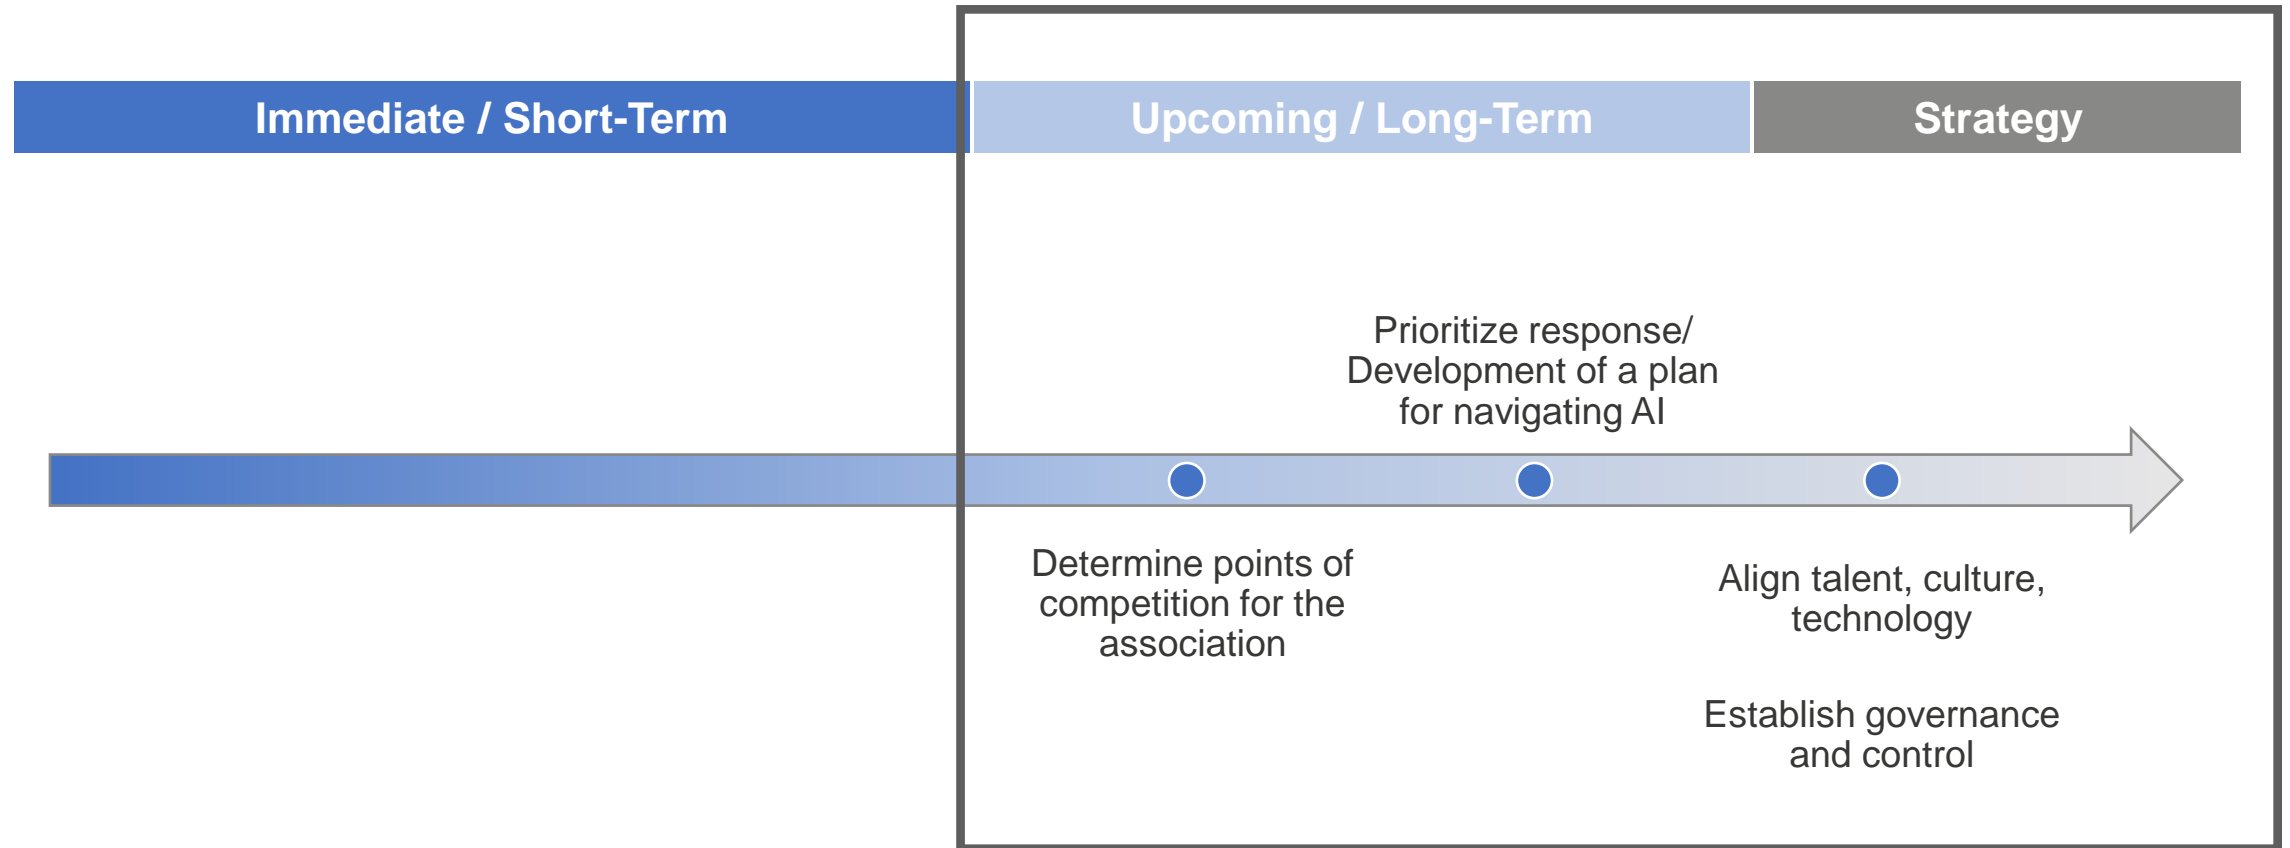 Immediate / Short-Term
Upcoming / Long-Term
Strategy
Prioritize response/
Development of a plan
for navigating AI
Determine points of
competition for the
association
Align talent, culture,
technology
Establish governance
and control